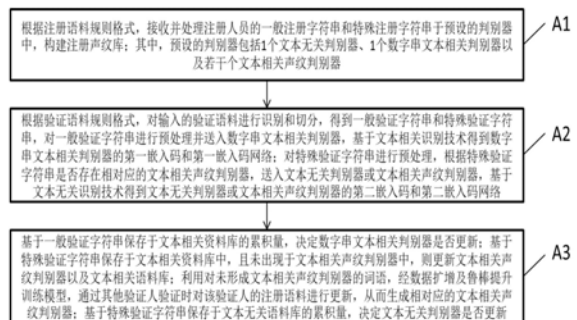 根据注册语料规则格式，接收并处理注册人员的一般注册字符串和特殊注册字符于预设的判别器
中，构建注册声纹库；其中，预设的判别器包括1个文本无关判别器、1个数字串文本相关判别器以
及若干个文本相关声纹判别器
A1
根据验证语料规则格式，对输入的验证语料进行识别和切分，得到一般验证字符串和特殊验证字符
串，对一般验证字符串进行预处理并送入数字串文本相关判别器，基于文本相关识别技术得到数字
串文本相关判别器的第一嵌入码和第一嵌入码网络；对特殊验证字符串进行预处理，根据特殊验证
字符串是否存在相对应的文本相关声纹判别器，送入文本无关判别器或文本相关声纹判别器，基于
文本无关识别技术得到文本无关判别器或文本相关声纹判别器的第二嵌入码和第二嵌入码网络
A2
基于一般验证字符串保存于文本相关资料库的累积量，决定数字串文本相关判别器是否更新；基于
特殊验证字符串保存于文本相关资料库中，且未出现于文本相关声纹判别器中，则更新文本相关声
纹判别器以及文本相关语料库；利用对未形成文本相关声纹判别器的词语，经数据扩增及鲁棒提升
训练模型，通过其他验证人验证时对该验证人的注册语料进行更新，从而生成相对应的文本相关声
纹判别器；基于特殊验证字符串保存于文本无关语料库的累积量，决定文本无关判别器是否更新
A3